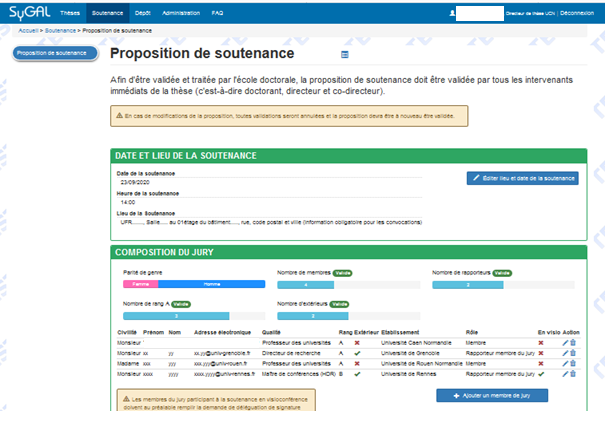 SyGAL Thèses Soutenance Dépôt Administration FAQ Directeur de thèse UCN | Déconnexion
Accueil > Soutenance > Proposition de soutenance
Proposition de soutenance
Proposition de soutenance
Afin d'être validée et traitée par l'école doctorale, la proposition de soutenance doit être validée par tous les intervenants
immédiats de la thèse (c'est-à-dire doctorant, directeur et co-directeur).
En cas de modifications de la proposition, toutes validations seront annulées et la proposition devra être à nouveau être validée.
DATE ET LIEU DE LA SOUTENANCE
Date de la soutenance
23/09/2020
Éditer lieu et date de la soutenance
Heure de la soutenance
14:00
Lieu de la Soutenance
UFR......., Salle..... au 01étage du bâtiment....., rue, code postal et ville (Information obligatoire pour les convocations)
COMPOSITION DU JURY
Parité de genre Nombre de membres Valide Nombre de rapporteurs Valide
Femme Homme 4 2
Nombre de rang A Valide Nombre d'extérieurs Valide
3 3
Civilité Prénom Nom Adresse électronique Qualité Rang Extérieur Etablissement Rôle En visio Action
Monsieur Professeur des universités A Université Caen Normandie Membre
Monsieur xx yy xx.yy@univ-grenoble.fr Directeur de recherche A Université de Grenoble Rapporteur membre du jury
Madame xxx yyy xxx.yyy@univ-rouen.fr Professeur des universités A Université de Rouen Normandie Membre
Monsieur xxxx yyyy xxxx.yyyy@univ-rennes.fr Maître de conférences (HDR) B Université de Rennes Rapporteur membre du jury
Les membres du jury participant à la soutenance en visioconférence
doivent au préalable remplir la demande de délégation de signature
Ajouter un membre de jury